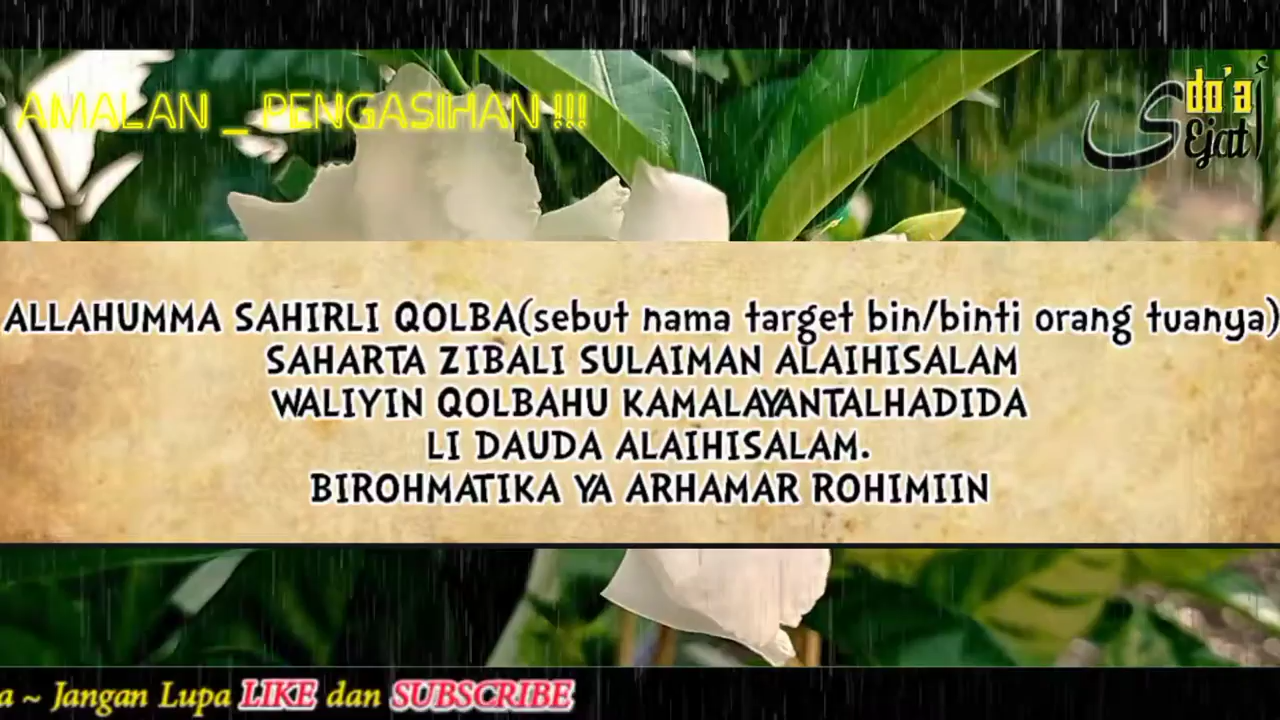 AMALAN _ PENGASIHAN !!!
do'a
Ejati
ALLAHUMMA SAHIRLI QOLBA(sebut nama target bin/binti orang tuanya)
SAHARTA ZIBALI SULAIMAN ALAIHISALAM
WALIYIN QOLBAHU KAMALAYANTALHADIDA
LI DAUDA ALAIHISALAM.
BIROHMATIKA YA ARHAMAR ROHIMIIN
a ~ Jangan Lupa LIKE dan SUBSCRIBE